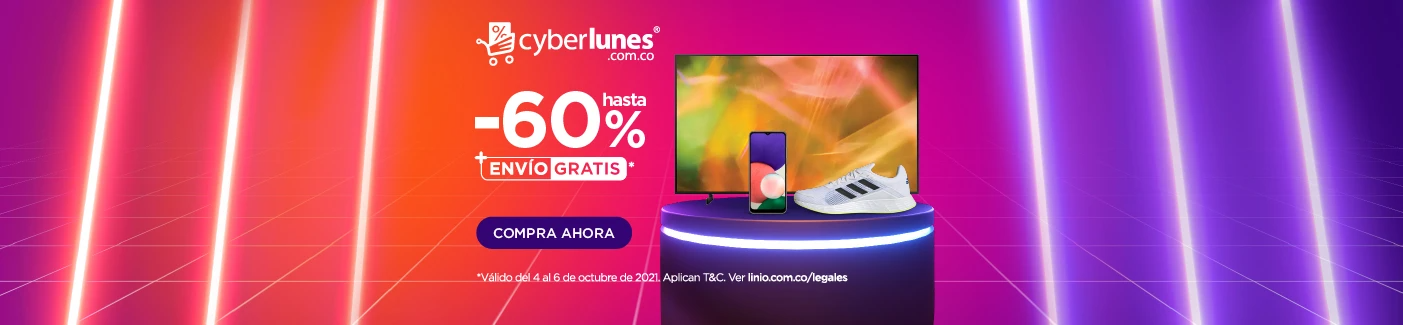 cyberlunes®
.com.co
hasta
-60%
+ENVÍO GRATIS*
COMPRA AHORA
*Válido del 4 al 6 de octubre de 2021. Aplican T&C. Ver linio.com.co/legales